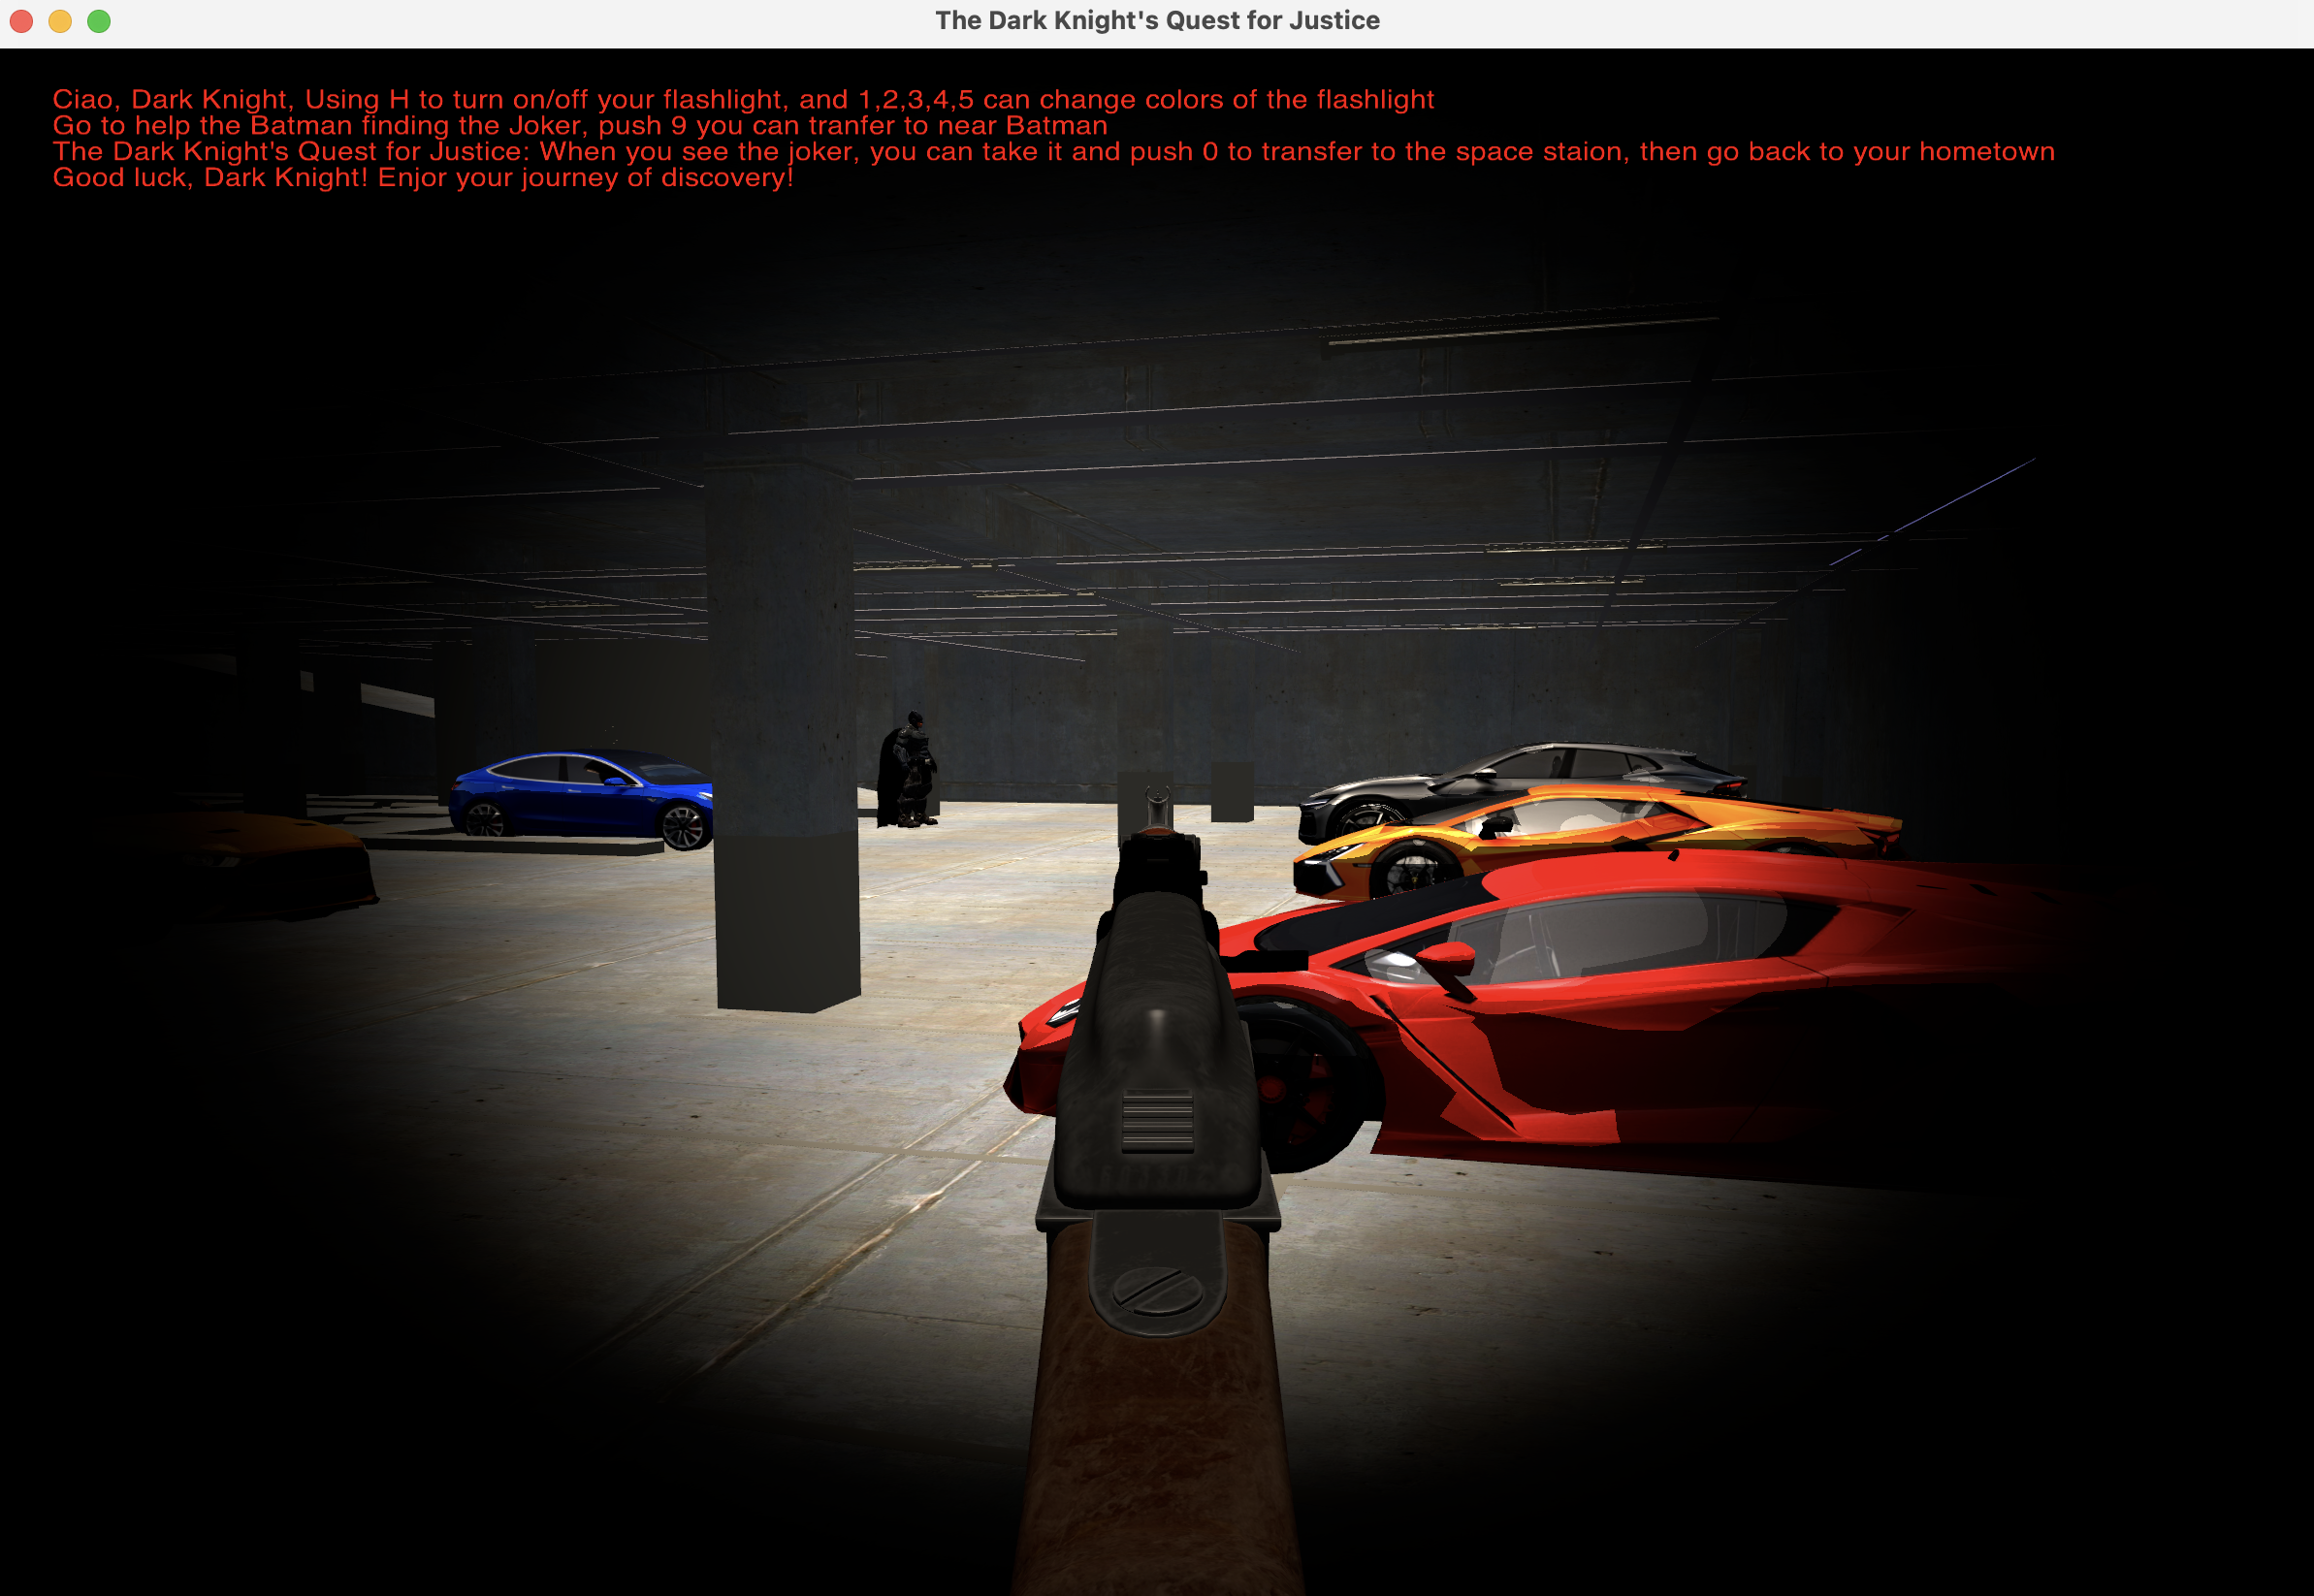 The Dark Knight's Quest for Justice
Ciao, Dark Knight, Using H to turn on/off your flashlight, and 1,2,3,4,5 can change colors of the flashlight
Go to help the Batman finding the Joker, push 9 you can tranfer to near Batman
The Dark Knight's Quest for Justice: When you see the joker, you can take it and push 0 to transfer to the space staion, then go back to your hometown
Good luck, Dark Knight! Enjor your journey of discovery!